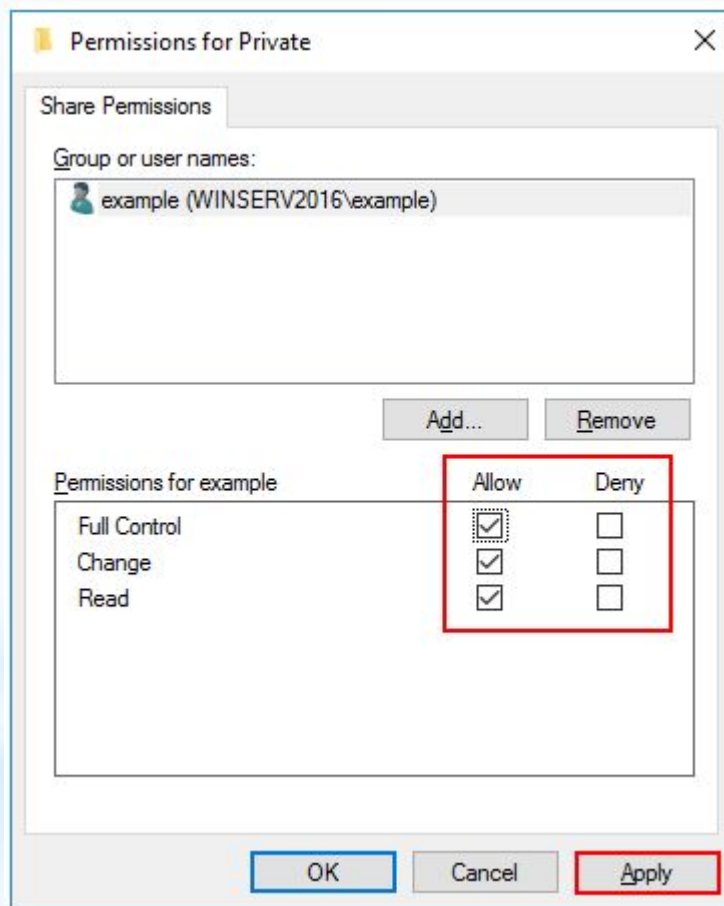 Permissions for Private
Share Permissions
Group or user names:
example (WINSERV2016\example)
Add...
Remove
Permissions for example Allow Deny
Full Control
Change
Read
OK Cancel Apply